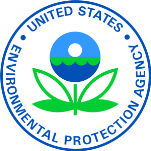 UNITED STATES
ENVIRONMENTAL PROTECTION AGENCY